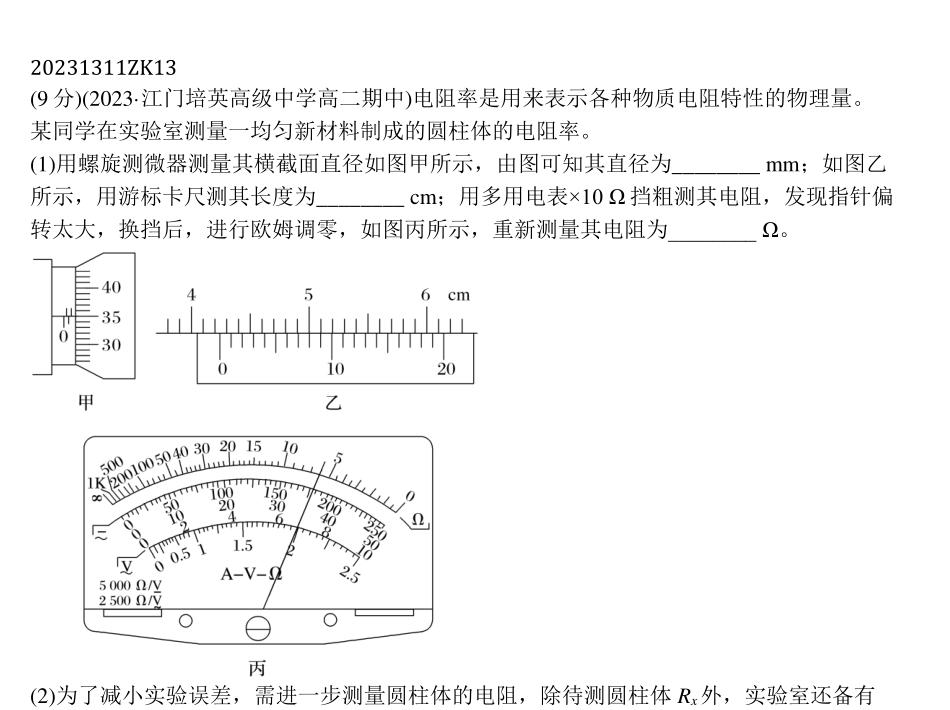 20231311ZK13
(9 分)(2023·江门培英高级中学高二期中)电阻率是用来表示各种物质电阻特性的物理量。
某同学在实验室测量一均匀新材料制成的圆柱体的电阻率。
(1)用螺旋测微器测量其横截面直径如图甲所示，由图可知其直径为________ mm；如图乙
所示，用游标卡尺测其长度为________ cm；用多用电表×10 Ω 挡粗测其电阻，发现指针偏
转太大，换挡后，进行欧姆调零，如图丙所示，重新测量其电阻为________ Ω。
40
35
0
30
甲
4 5 6 cm
0 10 20
乙
∞ 1K 500 200 100 50 40 30 20 15 10 5 0 Ω
0 50 100 150 200 250
0 10 20 30 40 50
0 2 4 6 8 10
V 0 0.5 1 1.5 2 2.5
A-V-Ω
5 000 Ω/V
2 500 Ω/V
丙
(2)为了减小实验误差，需进一步测量圆柱体的电阻，除待测圆柱体 Rx 外，实验室还备有